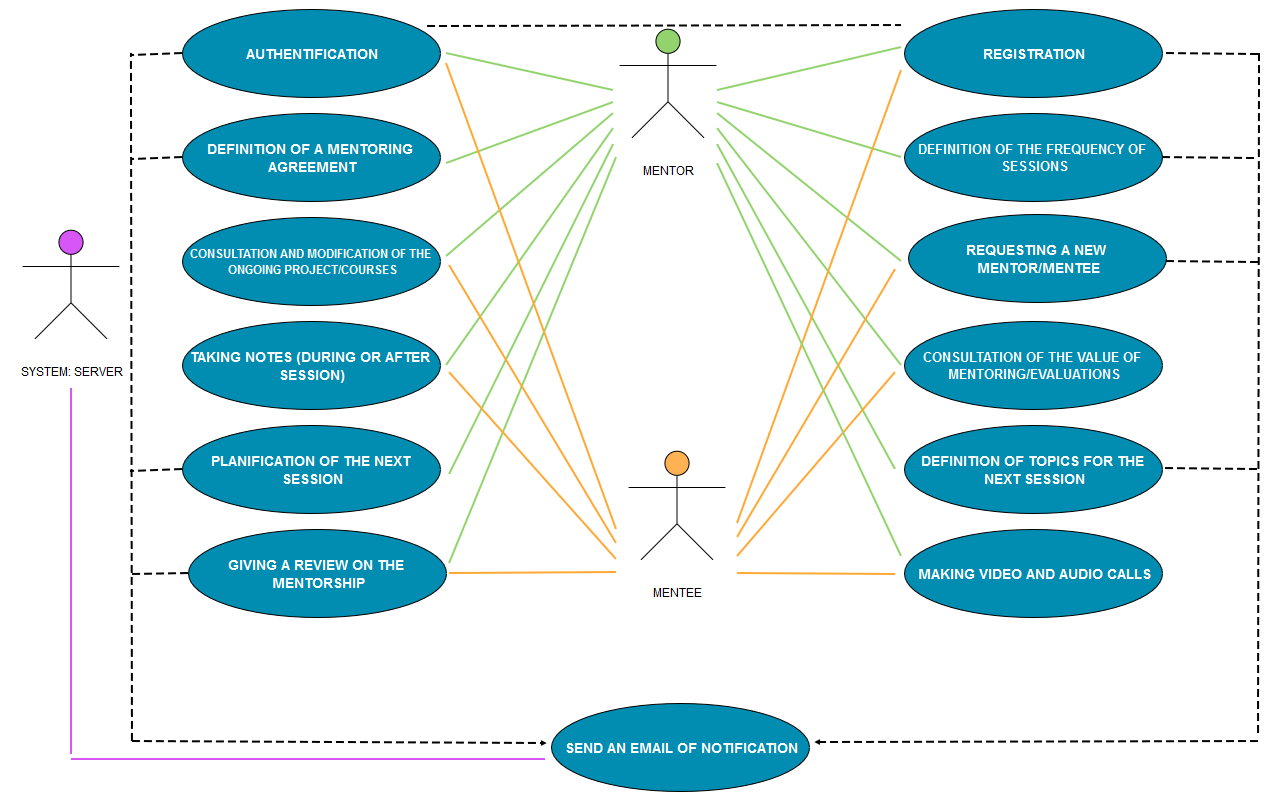 AUTHENTIFICATION
REGISTRATION
MENTOR
DEFINITION OF A MENTORING
AGREEMENT
DEFINITION OF THE FREQUENCY OF
SESSIONS
CONSULTATION AND MODIFICATION OF THE
ONGOING PROJECT/COURSES
REQUESTING A NEW
MENTOR/MENTEE
SYSTEM: SERVER
TAKING NOTES (DURING OR AFTER
SESSION)
CONSULTATION OF THE VALUE OF
MENTORING/EVALUATIONS
PLANIFICATION OF THE NEXT
SESSION
DEFINITION OF TOPICS FOR THE
NEXT SESSION
GIVING A REVIEW ON THE
MENTORSHIP
MENTEE
MAKING VIDEO AND AUDIO CALLS
SEND AN EMAIL OF NOTIFICATION